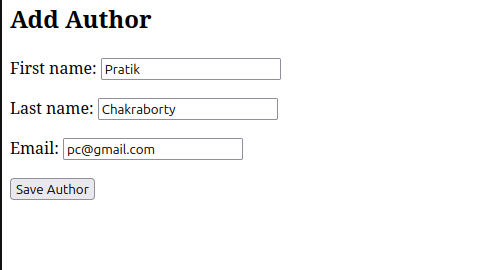 Add Author
First name: Pratik
Last name: Chakraborty
Email: pc@gmail.com
Save Author